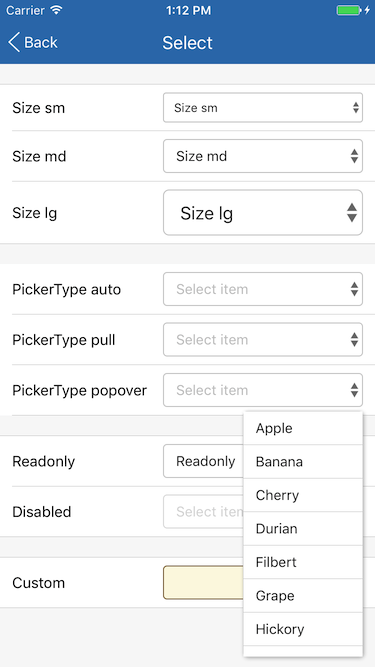 Carrier 1:12 PM
Back Select
Size sm Size sm
Size md Size md
Size lg Size lg
PickerType auto Select item
PickerType pull Select item
PickerType popover Select item
Apple
Banana
Readonly Readonly
Cherry
Disabled Select item
Durian
Filbert
Custom
Grape
Hickory